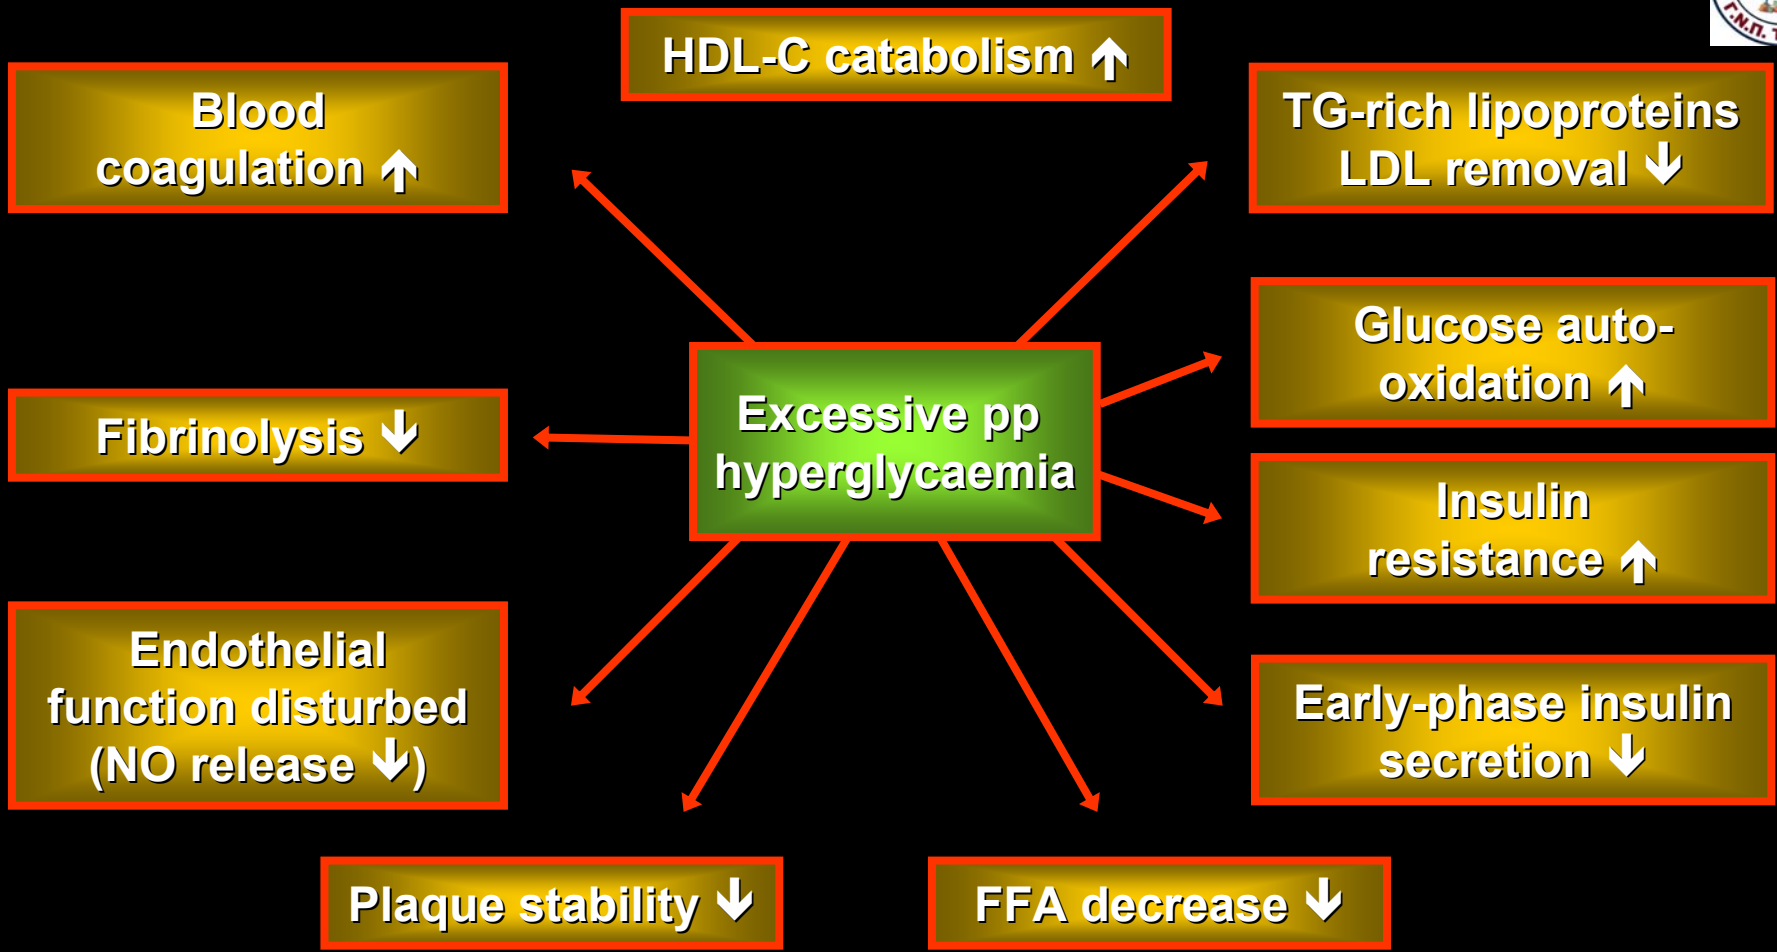 HDL-C catabolism ↑
Blood
coagulation ↑
TG-rich lipoproteins
LDL removal ↓
Glucose auto-
oxidation ↑
Excessive pp
hyperglycaemia
Fibrinolysis ↓
Insulin
resistance ↑
Endothelial
function disturbed
(NO release ↓)
Early-phase insulin
secretion ↓
Plaque stability ↓
FFA decrease ↓
Γ.Ν.Π.